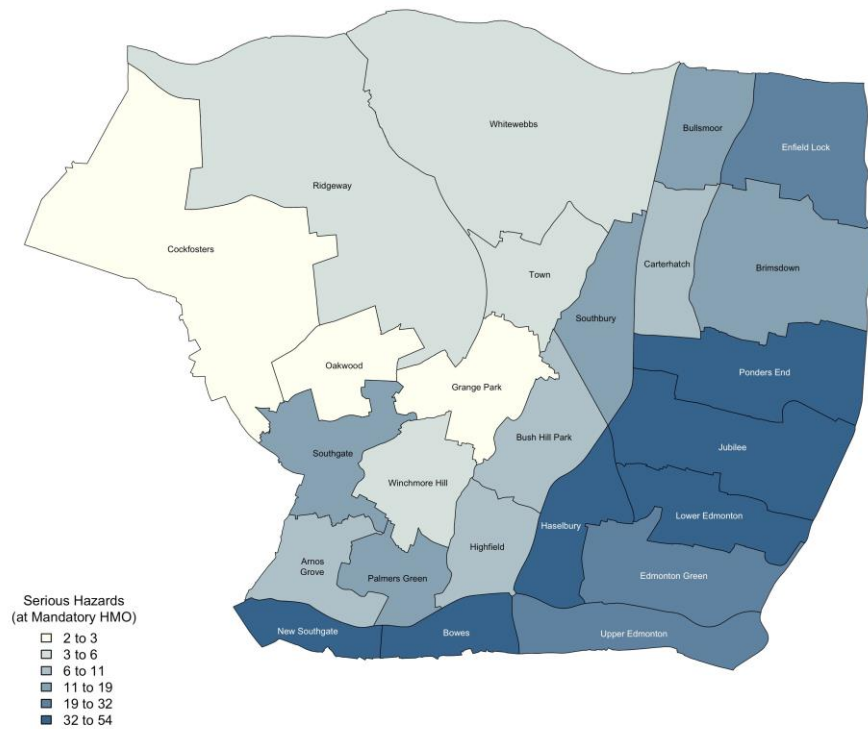 Whitewebbs
Bullsmoor
Enfield Lock
Ridgeway
Cockfosters
Town
Carterhatch
Brimsdown
Southbury
Oakwood
Grange Park
Ponders End
Bush Hill Park
Jubilee
Southgate
Winchmore Hill
Haselbury
Lower Edmonton
Highfield
Arnos
Grove
Palmers Green
Edmonton Green
New Southgate
Bowes
Upper Edmonton
Serious Hazards
(at Mandatory HMO)
2 to 3
3 to 6
6 to 11
11 to 19
19 to 32
32 to 54